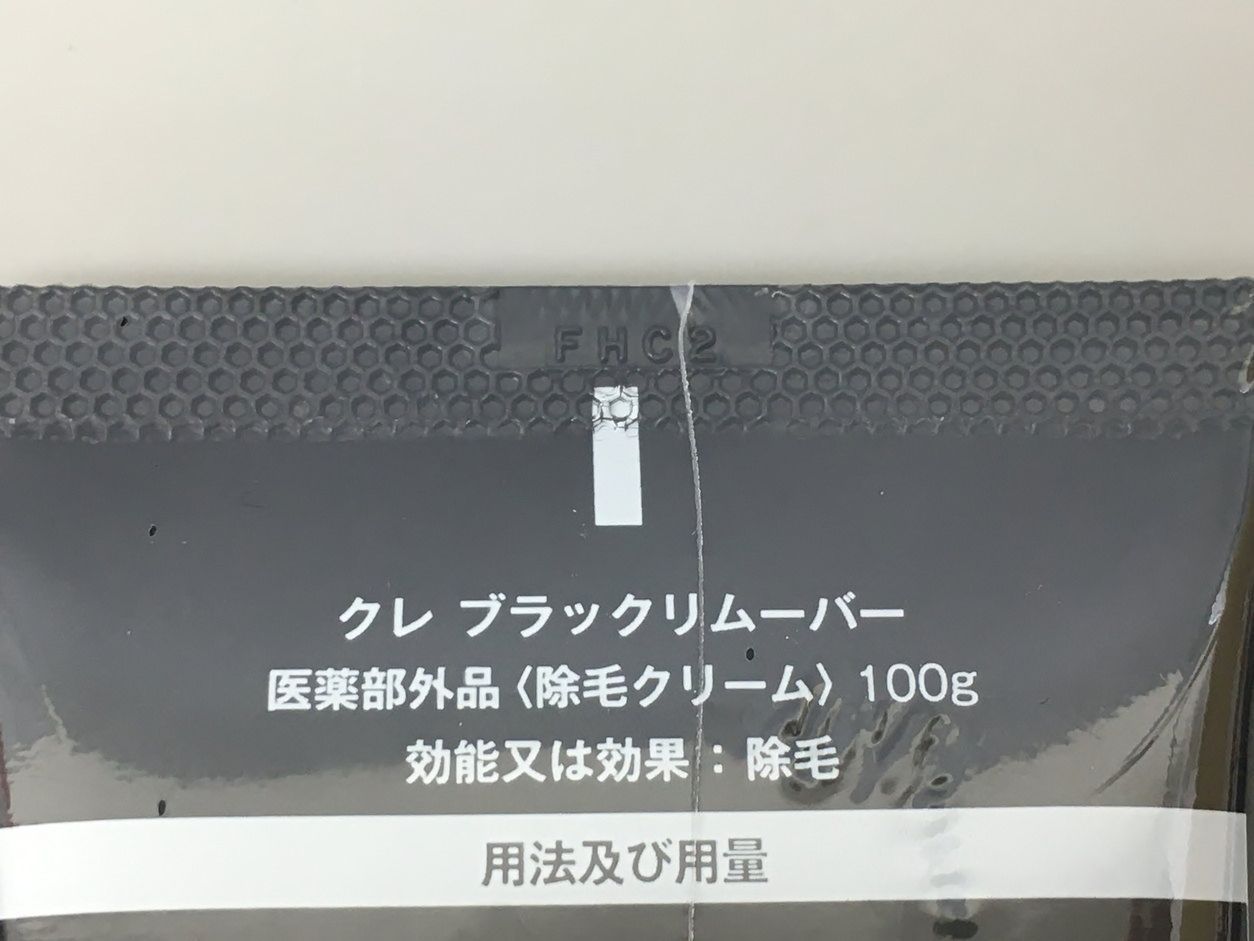 FHC2
クレ ブラックリムーバー
医薬部外品〈除毛クリーム〉100g
効能又は効果：除毛
用法及び用量